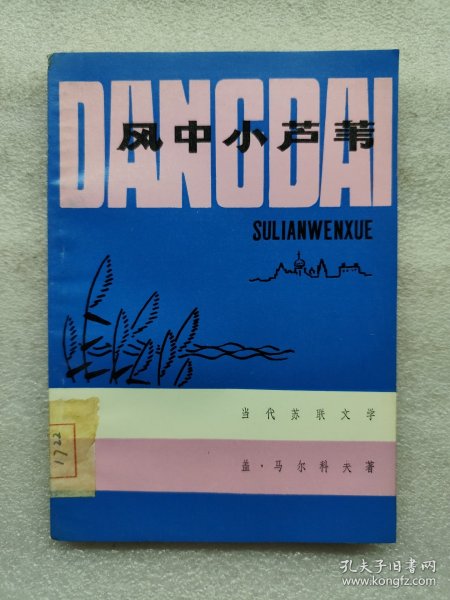 DANGDAI
风中小芦苇
SULIANWENXUE
当代苏联文学
盖·马尔科夫著
1722
孔夫子旧书网
www.kongfz.com